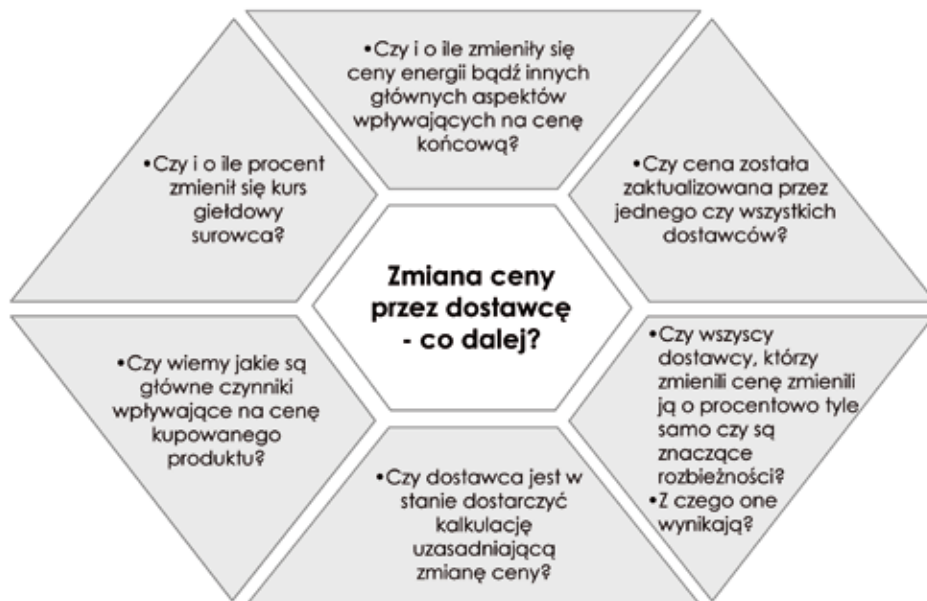 •Czy i o ile zmieniły się
ceny energii bądź innych
głównych aspektów
wpływających na cenę
końcową?
•Czy i o ile procent
zmienił się kurs
giełdowy
surowca?
•Czy cena została
zaktualizowana przez
jednego czy wszystkich
dostawców?
Zmiana ceny
przez dostawcę
- co dalej?
•Czy wiemy jakie są
główne czynniki
wpływające na cenę
kupowanego
produktu?
•Czy wszyscy
dostawcy, którzy
zmienili cenę zmienili
ją o procentowo tyle
samo czy są
znaczące
rozbieżności?
•Z czego one
wynikają?
•Czy dostawca jest w
stanie dostarczyć
kalkulację
uzasadniającą
zmianę ceny?